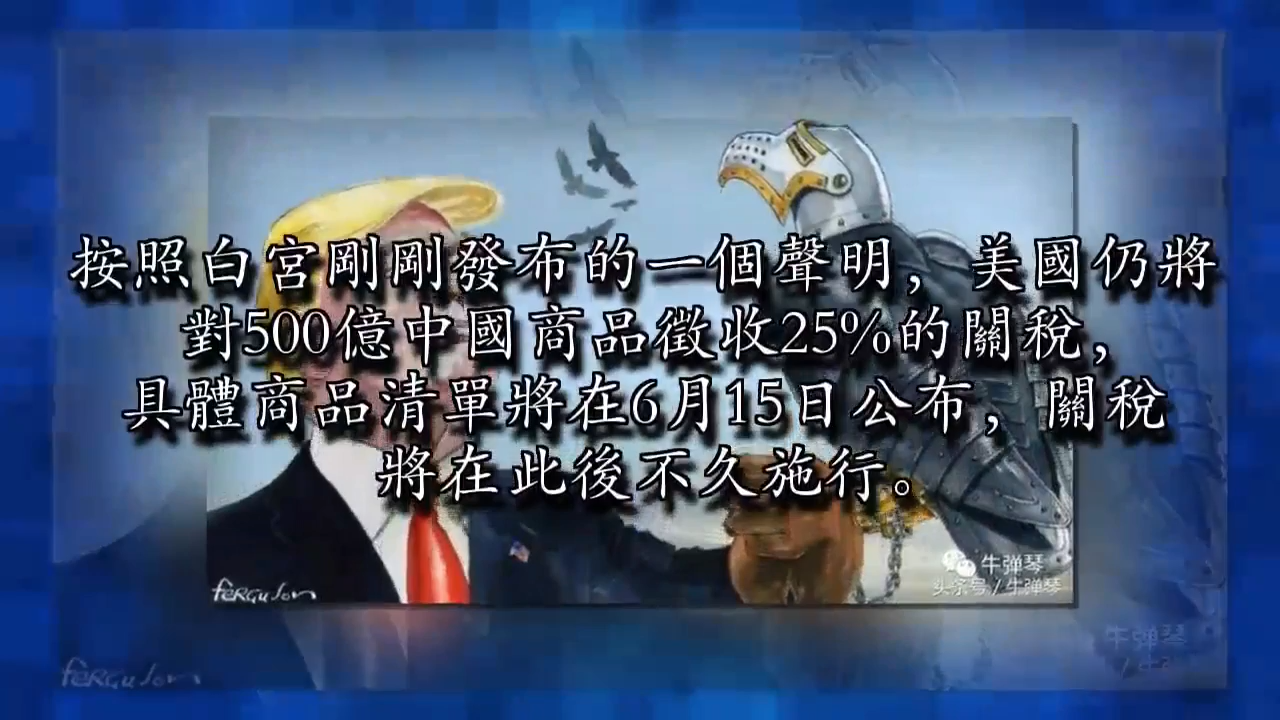 按照白宮剛剛發布的一個聲明，美國仍將
對500億中國商品徵收25%的關稅，
具體商品清單將在6月15日公布，關稅
將在此後不久施行。
牛弹琴
头条号 / 牛弹琴
ferguson
牛弹琴
ferguson